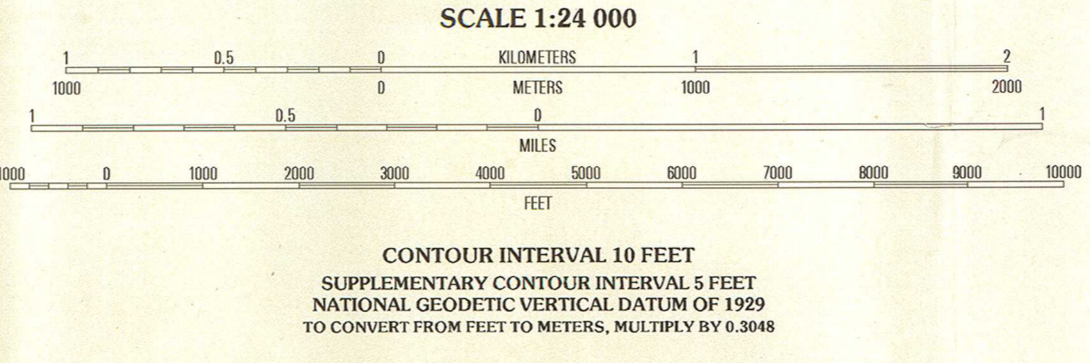 SCALE 1:24 000
1 0.5 0 KILOMETERS 1 2
1000 0 METERS 1000 2000
1 0.5 0 1
MILES
1000 0 1000 2000 3000 4000 5000 6000 7000 8000 9000 10000
FEET
CONTOUR INTERVAL 10 FEET
SUPPLEMENTARY CONTOUR INTERVAL 5 FEET
NATIONAL GEODETIC VERTICAL DATUM OF 1929
TO CONVERT FROM FEET TO METERS, MULTIPLY BY 0.3048